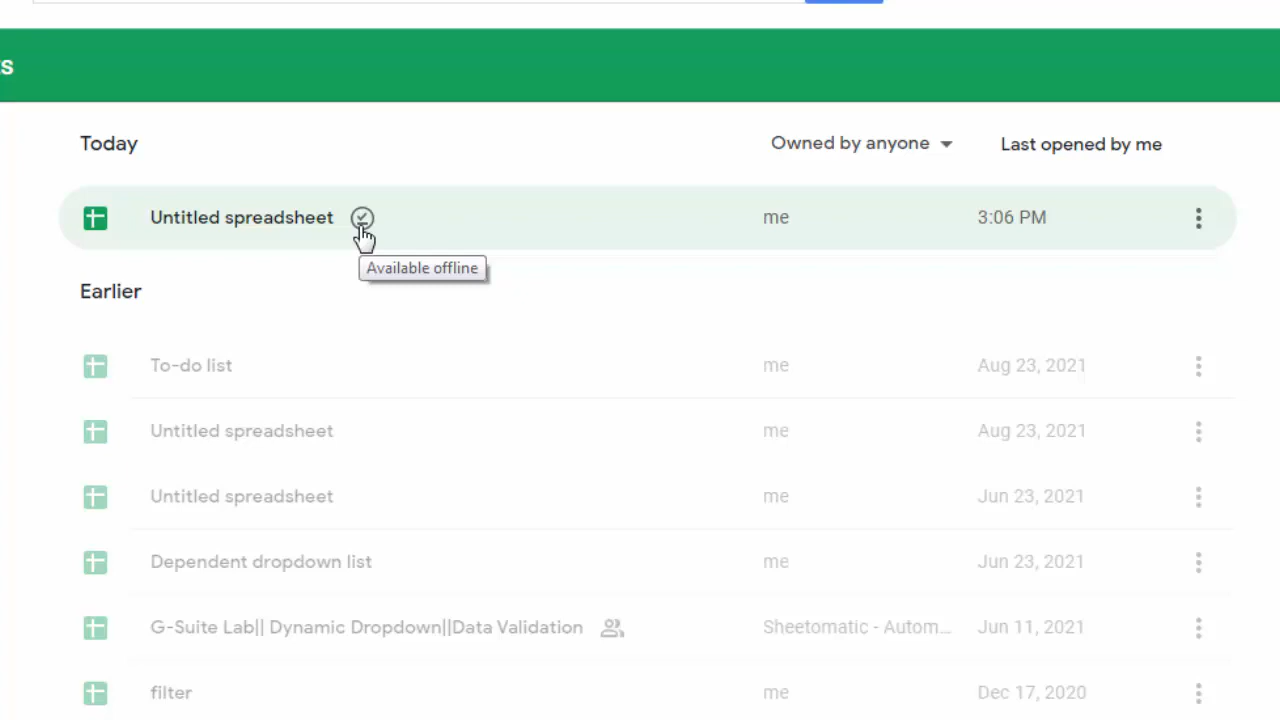 s
Today Owned by anyone Last opened by me
Untitled spreadsheet me 3:06 PM
Available offline
Earlier
To-do list me Aug 23, 2021
Untitled spreadsheet me Aug 23, 2021
Untitled spreadsheet me Jun 23, 2021
Dependent dropdown list me Jun 23, 2021
G-Suite Lab|| Dynamic Dropdown||Data Validation Sheetomatic - Autom... Jun 11, 2021
filter me Dec 17, 2020